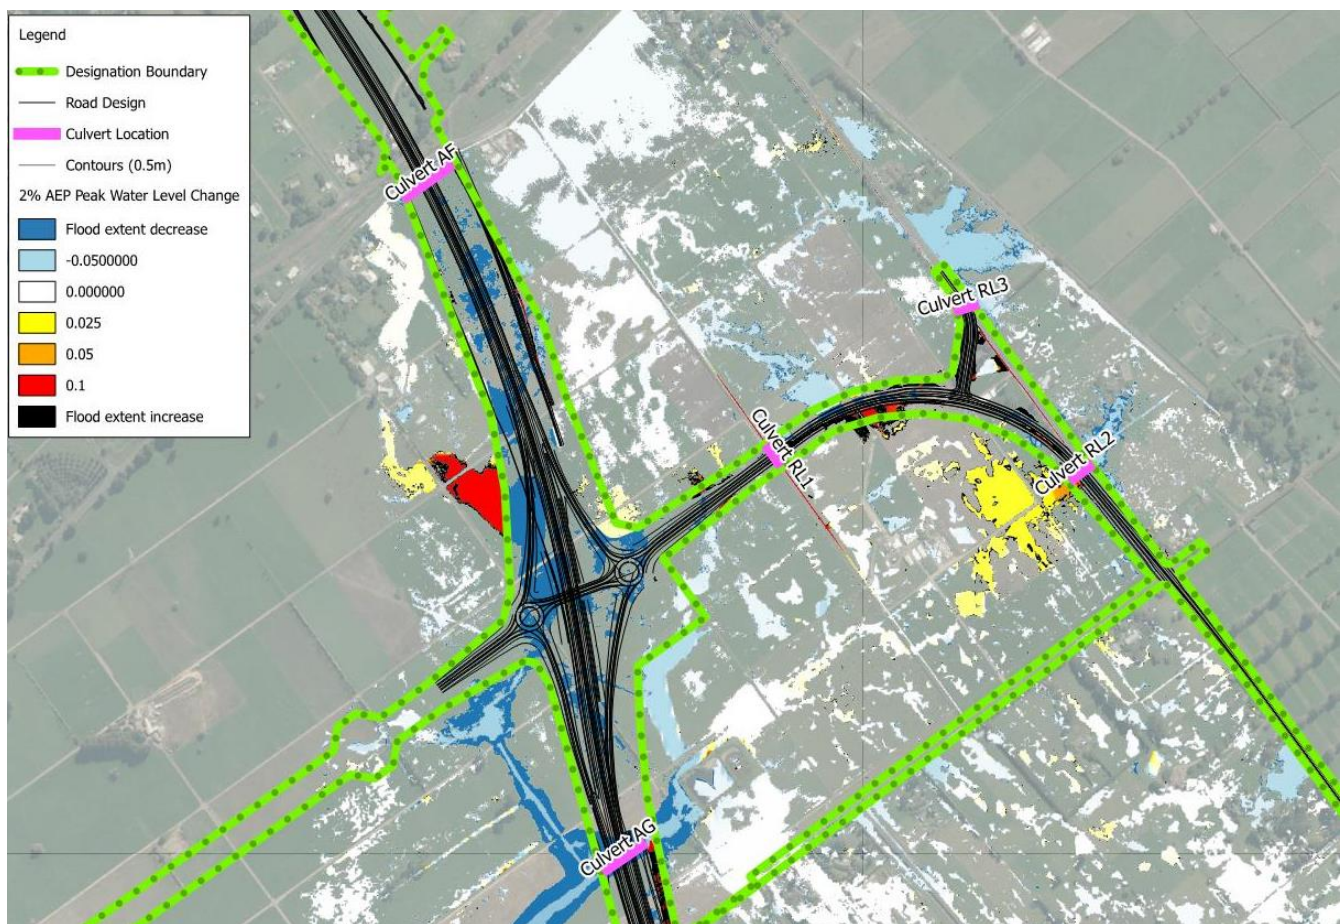 Legend
Designation Boundary
Road Design
Culvert Location
Contours (0.5m)
2% AEP Peak Water Level Change
Flood extent decrease
-0.0500000
0.000000
0.025
0.05
0.1
Flood extent increase
Culvert AF
Culvert RL3
Culvert RL1
Culvert RL2
Culvert AG